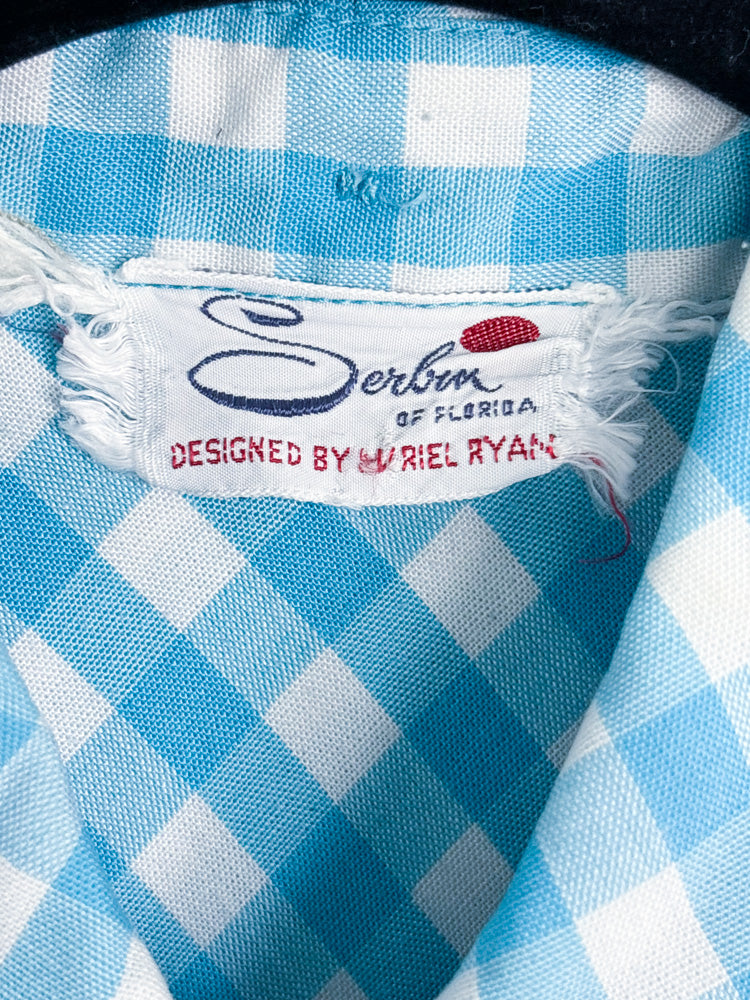 Serbin
OF FLORIDA
DESIGNED BY MURIEL RYAN